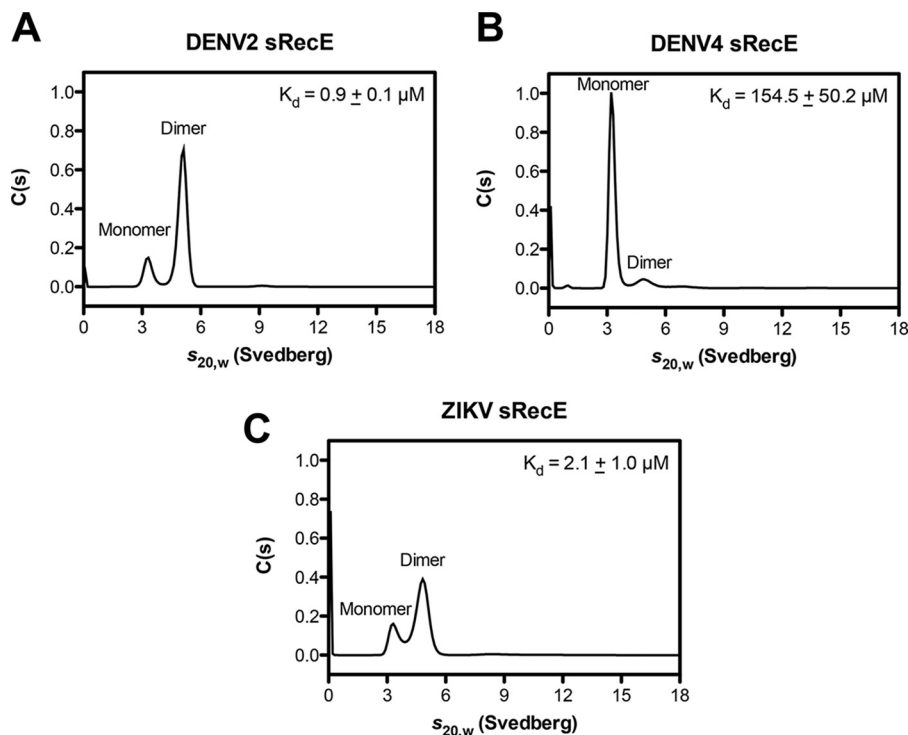 A
DENV2 sRecE
K_d = 0.9 ± 0.1 µM
Dimer
Monomer
C(s)
1.0
0.8
0.6
0.4
0.2
0.0
0 3 6 9 12 15 18
s_20,w (Svedberg)
B
DENV4 sRecE
Monomer
K_d = 154.5 ± 50.2 µM
Dimer
C(s)
1.0
0.8
0.6
0.4
0.2
0.0
0 3 6 9 12 15 18
s_20,w (Svedberg)
C
ZIKV sRecE
K_d = 2.1 ± 1.0 µM
Dimer
Monomer
C(s)
1.0
0.8
0.6
0.4
0.2
0.0
0 3 6 9 12 15 18
s_20,w (Svedberg)